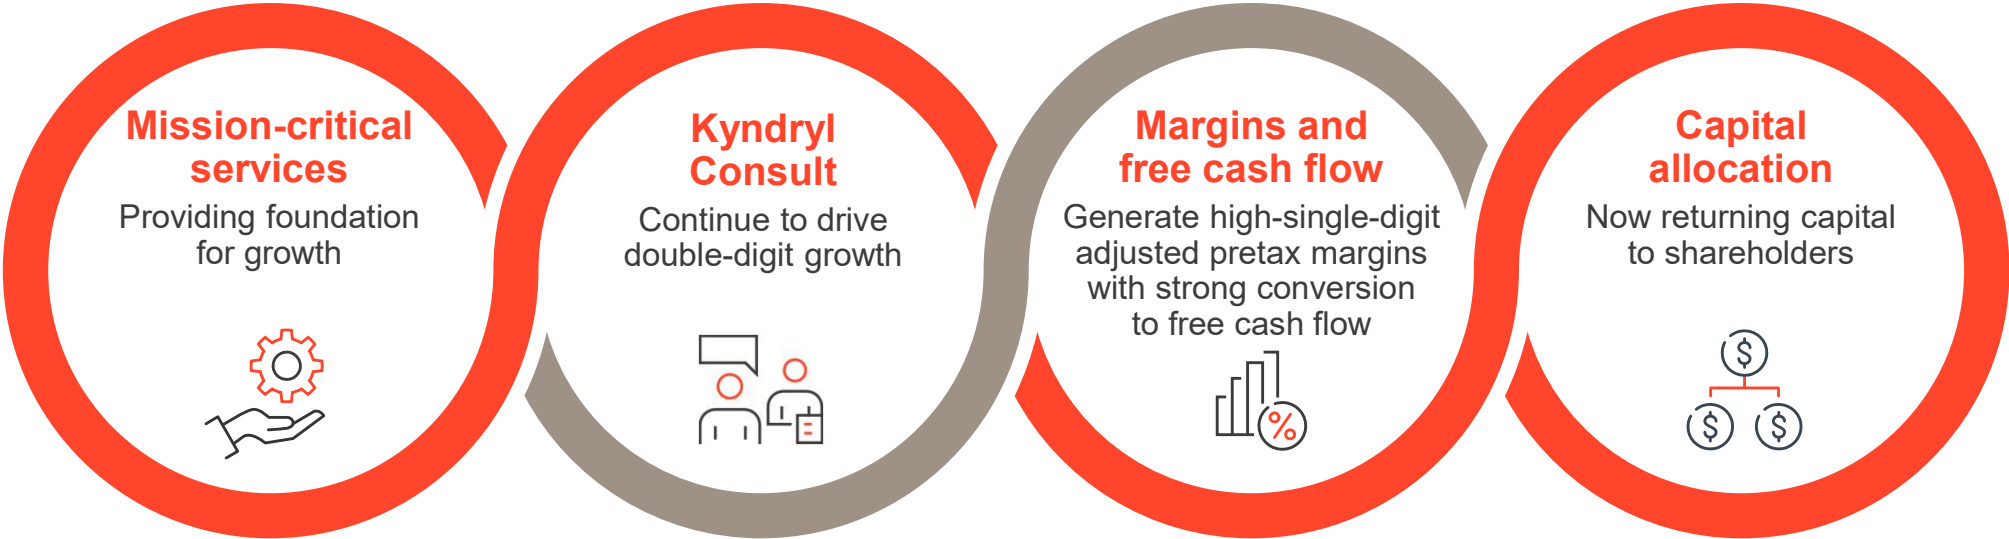 Mission-critical
services
Providing foundation
for growth
Kyndryl
Consult
Continue to drive
double-digit growth
Margins and
free cash flow
Generate high-single-digit
adjusted pretax margins
with strong conversion
to free cash flow
%
Capital
allocation
Now returning capital
to shareholders
$
$ $